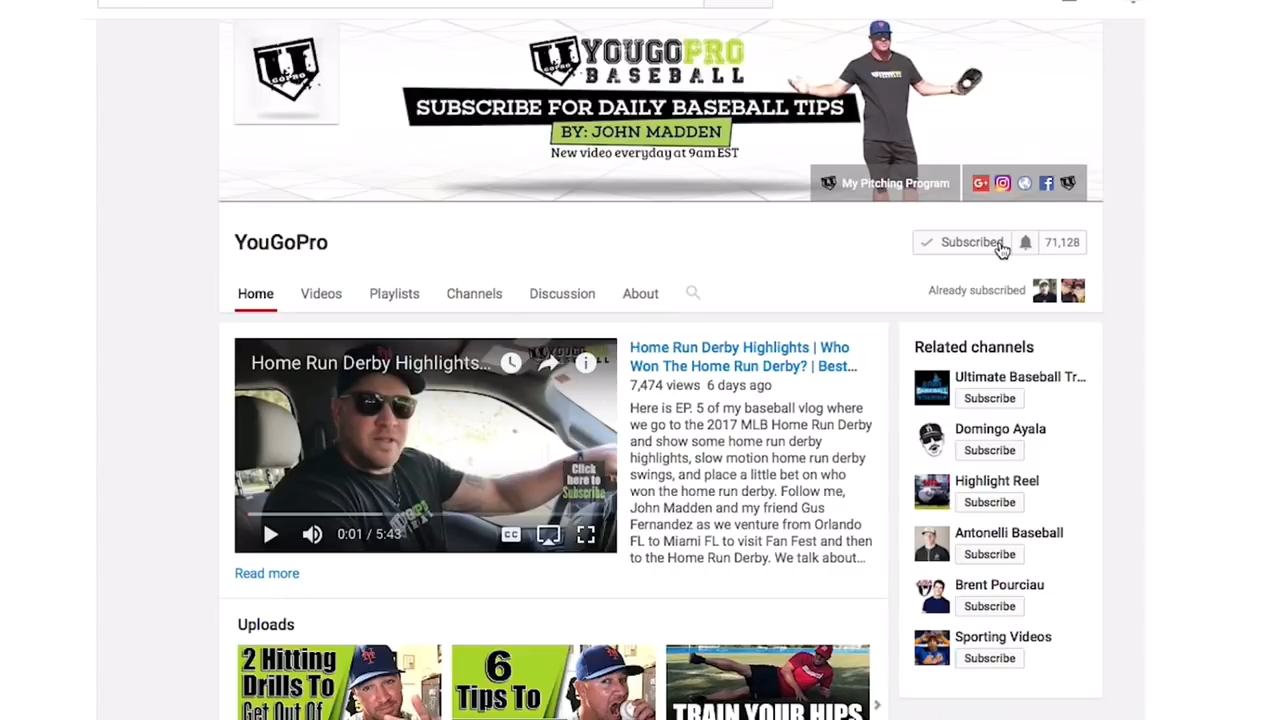 U
GOPRO
YOUGOPRO
BASEBALL
SUBSCRIBE FOR DAILY BASEBALL TIPS
BY: JOHN MADDEN
New video everyday at 9am EST
My Pitching Program
YouGoPro
Subscribed
71,128
Home
Videos
Playlists
Channels
Discussion
About
Already subscribed
Home Run Derby Highlights...
Click
here to
Subscribe
0:01 / 5:43
CC
Read more
Home Run Derby Highlights | Who
Won The Home Run Derby? | Best...
7,474 views 6 days ago
Here is EP. 5 of my baseball vlog where
we go to the 2017 MLB Home Run Derby
and show some home run derby
highlights, slow motion home run derby
swings, and place a little bet on who
won the home run derby. Follow me,
John Madden and my friend Gus
Fernandez as we venture from Orlando
FL to Miami FL to visit Fan Fest and then
to the Home Run Derby. We talk about...
Related channels
Ultimate Baseball Tr...
Subscribe
Domingo Ayala
Subscribe
Highlight Reel
Subscribe
Antonelli Baseball
Subscribe
Brent Pourciau
Subscribe
Sporting Videos
Subscribe
Uploads
2 Hitting
Drills To
Get Out Of
6
Tips To
TRAIN YOUR HIPS